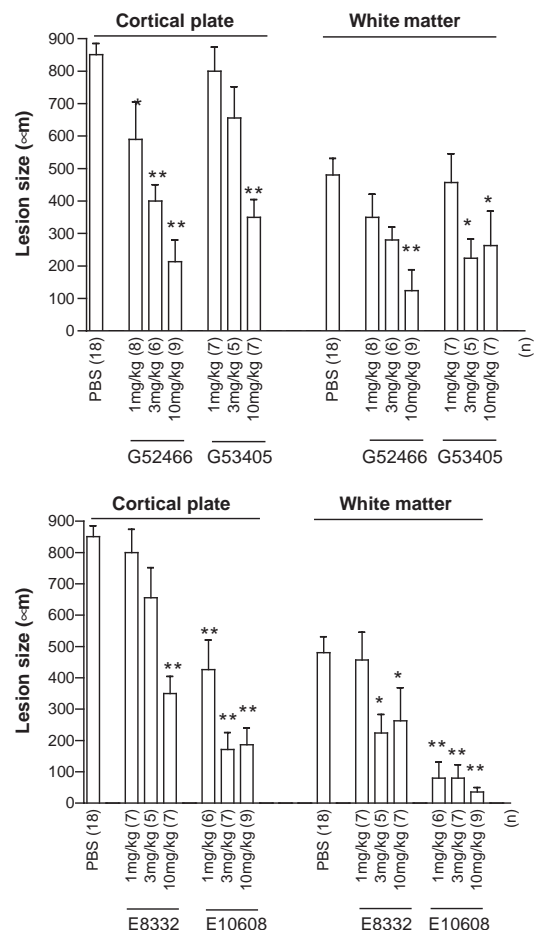 Cortical plate White matter
Lesion size (∝m)
900
800
700
600
500
400
300
200
100
0
*
**
**
**
**
*
*
PBS (18)
1mg/kg (8)
3mg/kg (6)
10mg/kg (9)
1mg/kg (7)
3mg/kg (5)
10mg/kg (7)
PBS (18)
1mg/kg (8)
3mg/kg (6)
10mg/kg (9)
1mg/kg (7)
3mg/kg (5)
10mg/kg (7)
(n)
G52466 G53405 G52466 G53405
Cortical plate White matter
Lesion size (∝m)
900
800
700
600
500
400
300
200
100
0
**
**
**
**
*
*
**
**
**
PBS (18)
1mg/kg (7)
3mg/kg (5)
10mg/kg (7)
1mg/kg (6)
3mg/kg (7)
10mg/kg (9)
PBS (18)
1mg/kg (7)
3mg/kg (5)
10mg/kg (7)
1mg/kg (6)
3mg/kg (7)
10mg/kg (9)
(n)
E8332 E10608 E8332 E10608